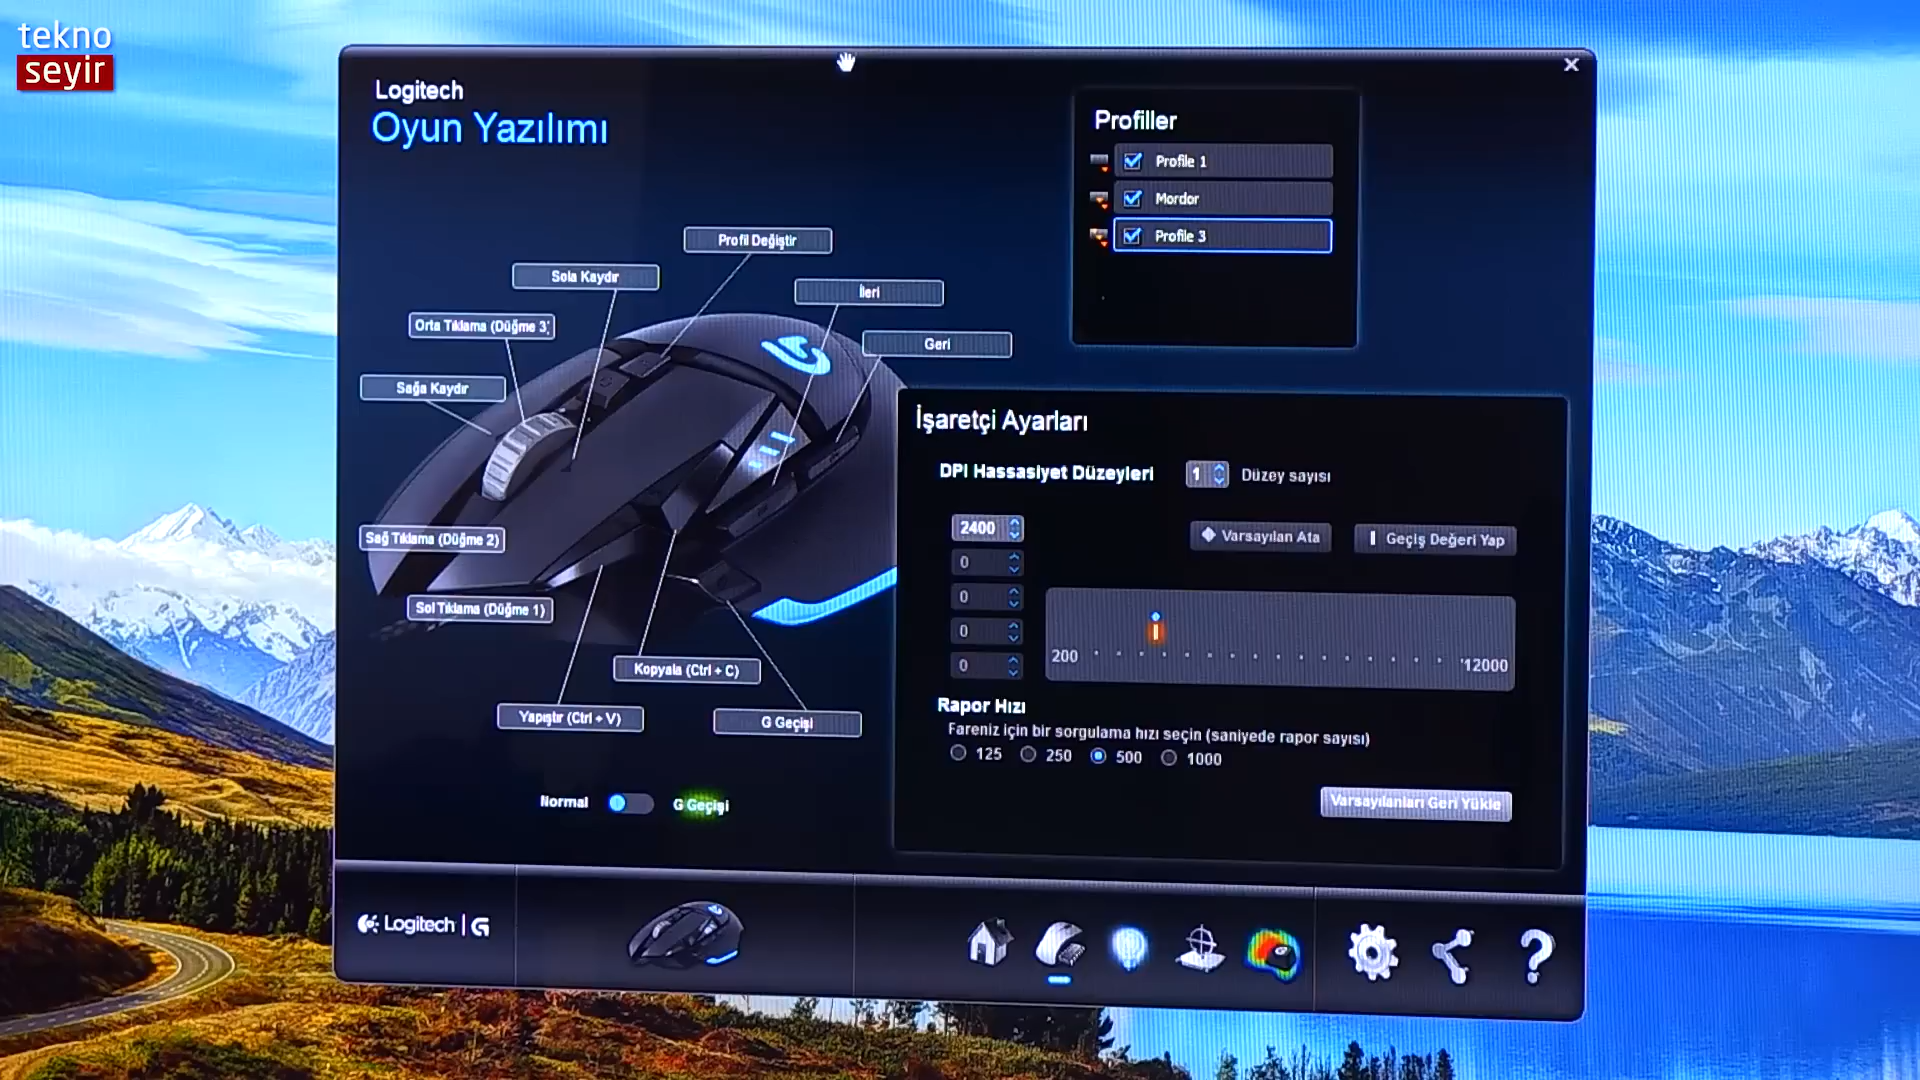 tekno
seyir
Logitech
Oyun Yazılımı
Profiller
Profile 1
Mordor
Profile 3
Profil Değiştir
Sola Kaydır
İleri
Orta Tıklama (Düğme 3)
Geri
Sağa Kaydır
Sağ Tıklama (Düğme 2)
Sol Tıklama (Düğme 1)
Kopyala (Ctrl + C)
Yapıştır (Ctrl + V)
G Geçişi
Normal
G Geçişi
İşaretçi Ayarları
DPI Hassasiyet Düzeyleri
1
Düzey sayısı
2400
0
0
0
0
Varsayılan Ata
Geçiş Değeri Yap
200
12000
Rapor Hızı
Fareniz için bir sorgulama hızı seçin (saniyede rapor sayısı)
125
250
500
1000
Varsayılanları Geri Yükle
Logitech | G